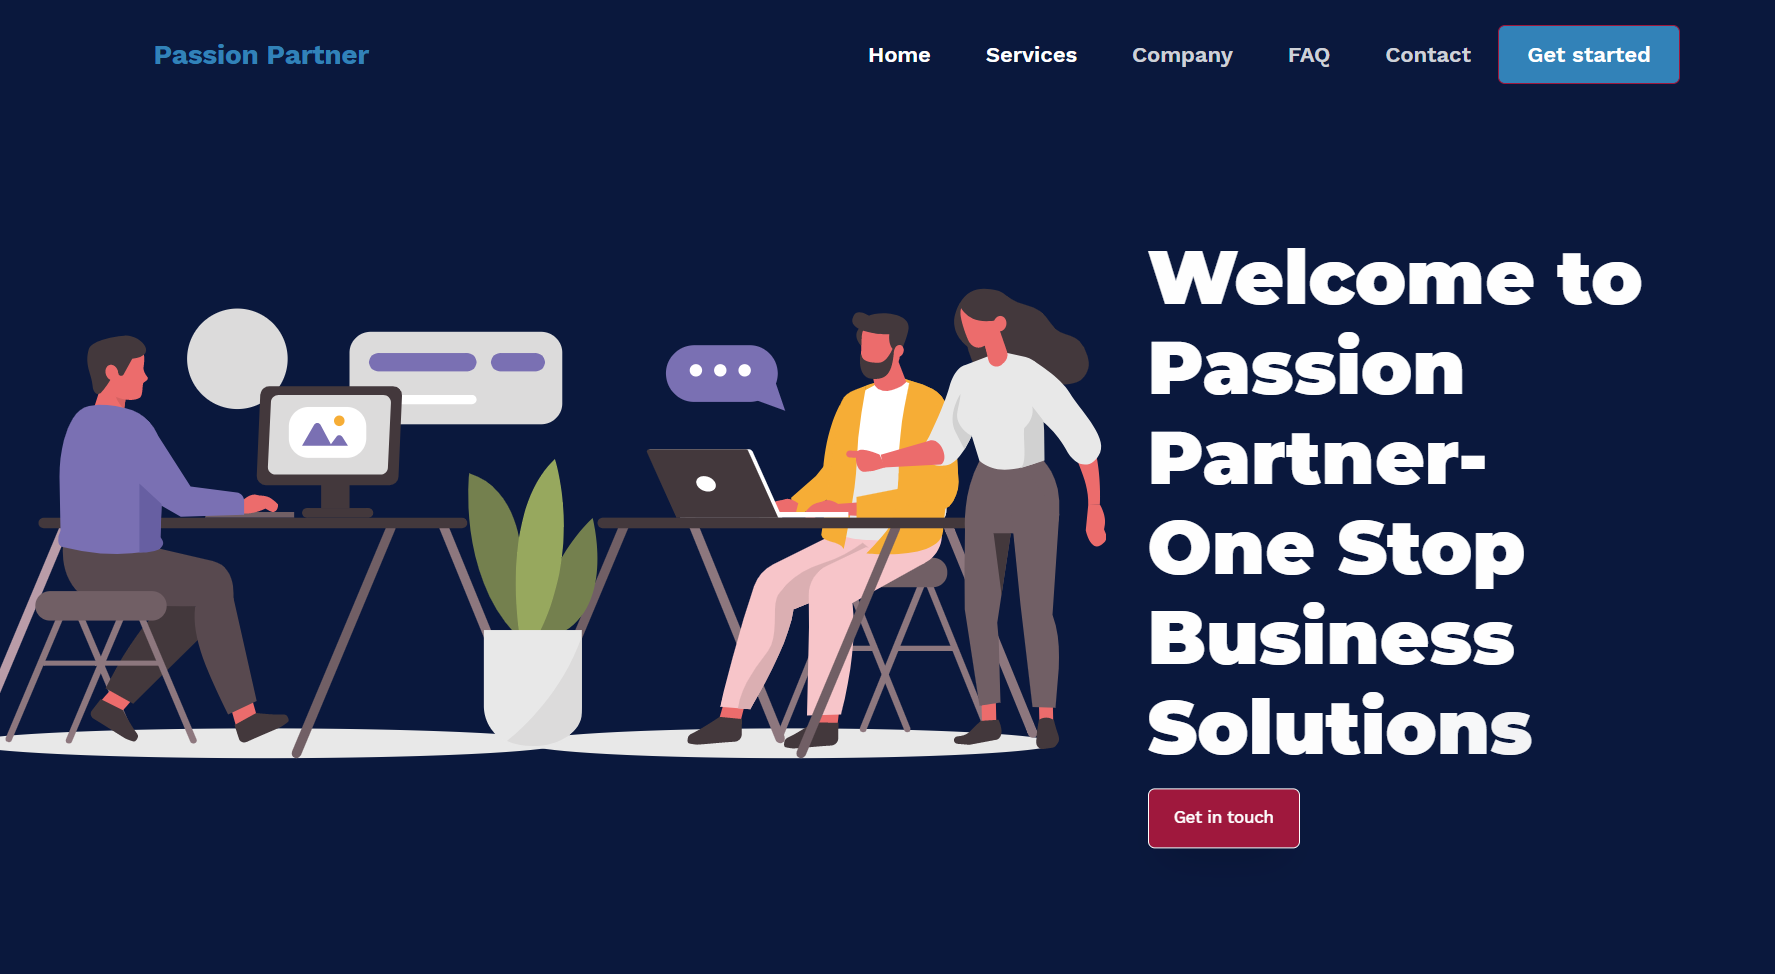 Passion Partner
Home Services Company FAQ Contact Get started
Welcome to
Passion
Partner-
One Stop
Business
Solutions
Get in touch